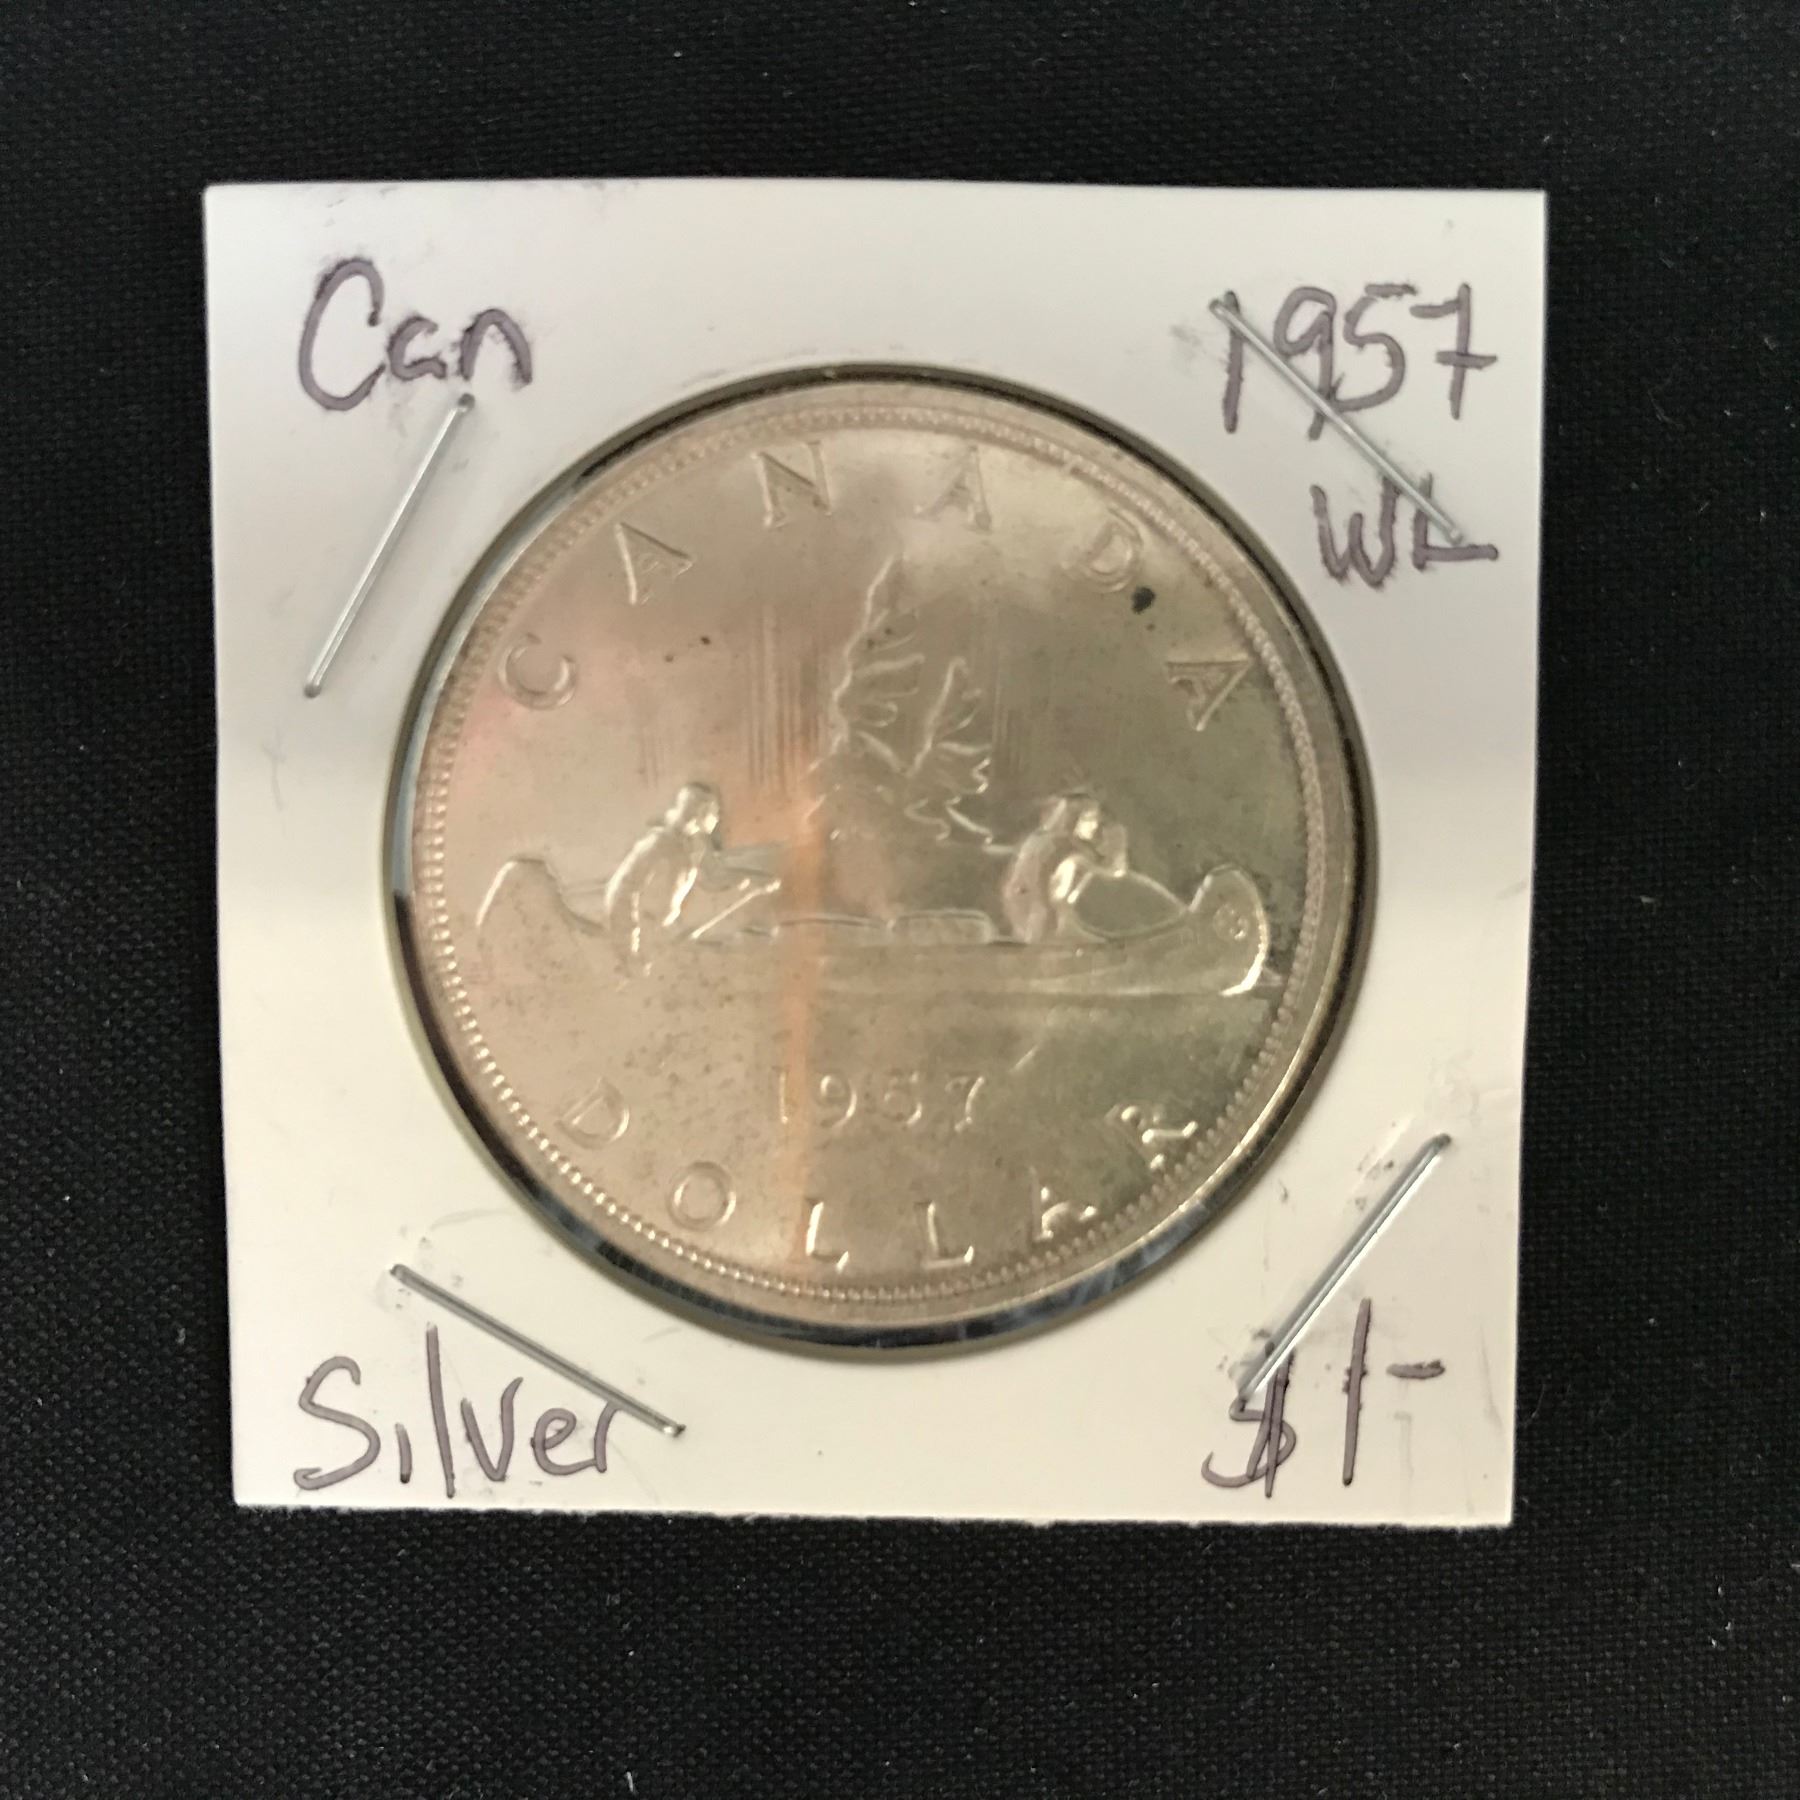 Can
1957
WL
CANADA
1957
DOLLAR
Silver
$1-